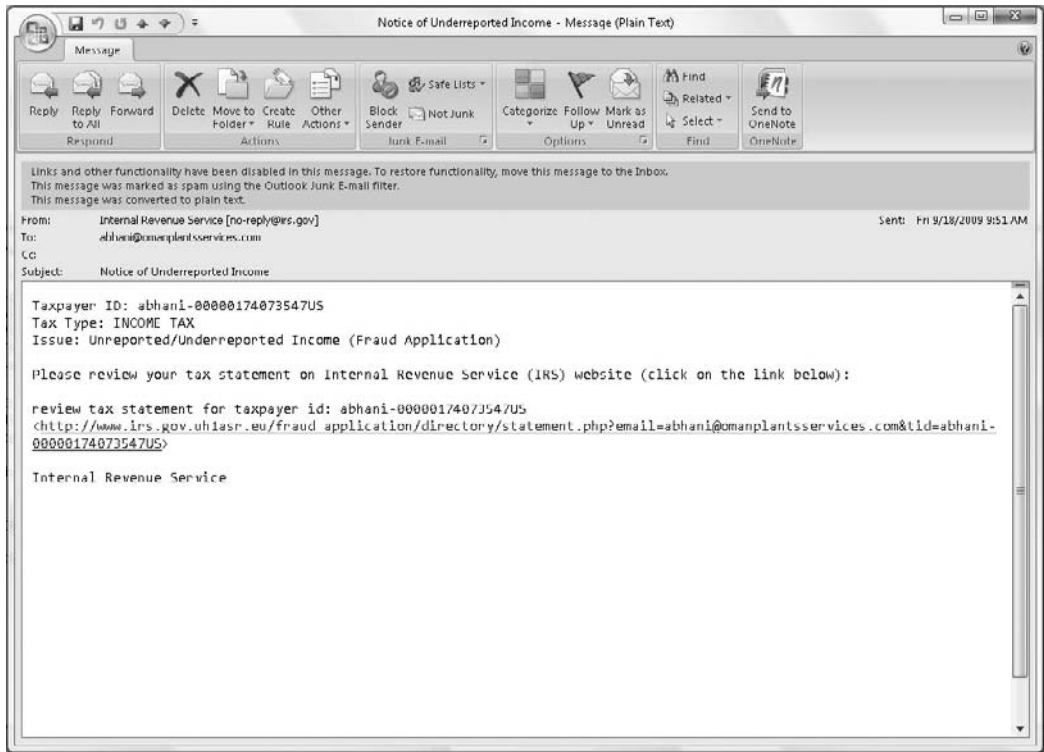 Notice of Underreported Income - Message (Plain Text)
Message
Reply Reply to All Forward
Respond
Delete Move to Folder Create Rule Other Actions
Actions
Block Sender Safe Lists Not Junk
Junk E-mail
Categorize Follow Up Mark as Unread
Options
Find
Related
Select
Find
Send to OneNote
OneNote
Links and other functionality have been disabled in this message. To restore functionality, move this message to the Inbox.
This message was marked as spam using the Outlook Junk E-mail filter.
This message was converted to plain text.
From: Internal Revenue Service [no-reply@irs.gov] Sent: Fri 9/18/2009 9:51 AM
To: abhani@omanplantsservices.com
Cc:
Subject: Notice of Underreported Income
Taxpayer ID: abhani-00000174073547US
Tax Type: INCOME TAX
Issue: Unreported/Underreported Income (Fraud Application)
Please review your tax statement on Internal Revenue Service (IRS) website (click on the link below):
review tax statement for taxpayer id: abhani-00000174073547US
<http://www.irs.gov.uh1asr.eu/fraud_application/directory/statement.php?email=abhani@omanplantsservices.com&tid=abhani-
00000174073547US>
Internal Revenue Service